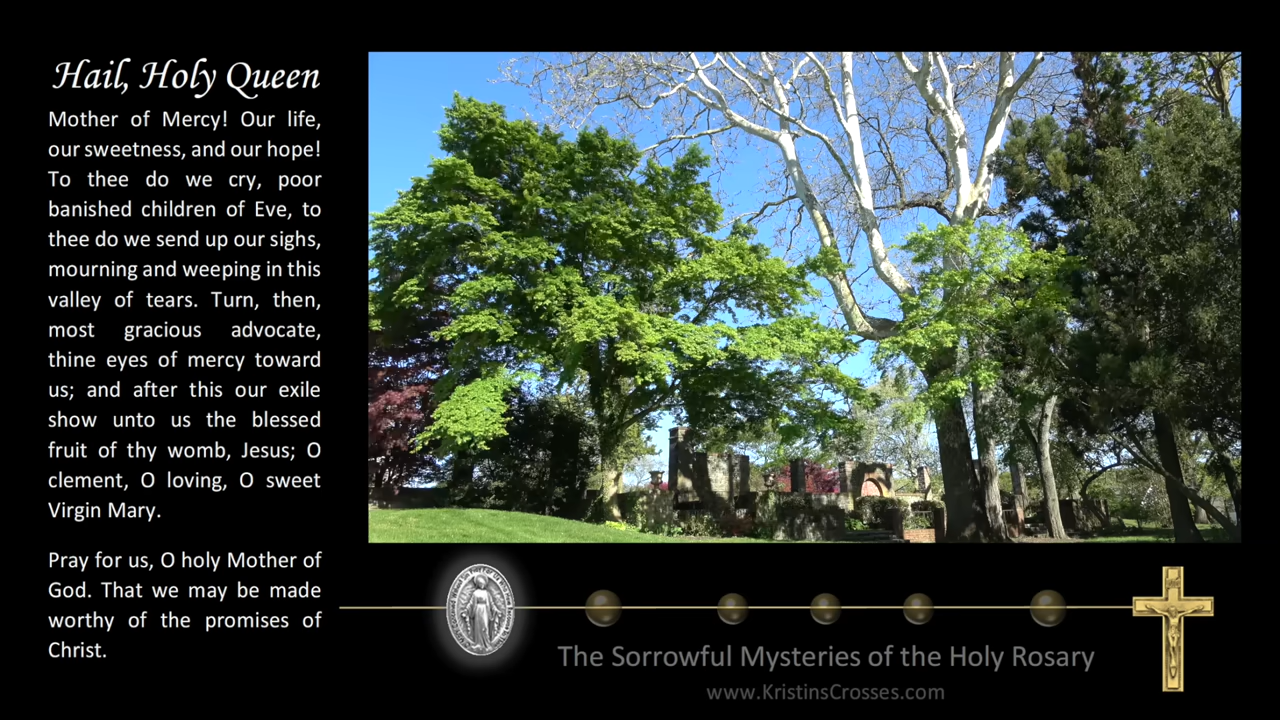 Hail, Holy Queen
Mother of Mercy! Our life,
our sweetness, and our hope!
To thee do we cry, poor
banished children of Eve, to
thee do we send up our sighs,
mourning and weeping in this
valley of tears. Turn, then,
most gracious advocate,
thine eyes of mercy toward
us; and after this our exile
show unto us the blessed
fruit of thy womb, Jesus; O
clement, O loving, O sweet
Virgin Mary.
Pray for us, O holy Mother of
God. That we may be made
worthy of the promises of
Christ.
The Sorrowful Mysteries of the Holy Rosary
www.KristinsCrosses.com